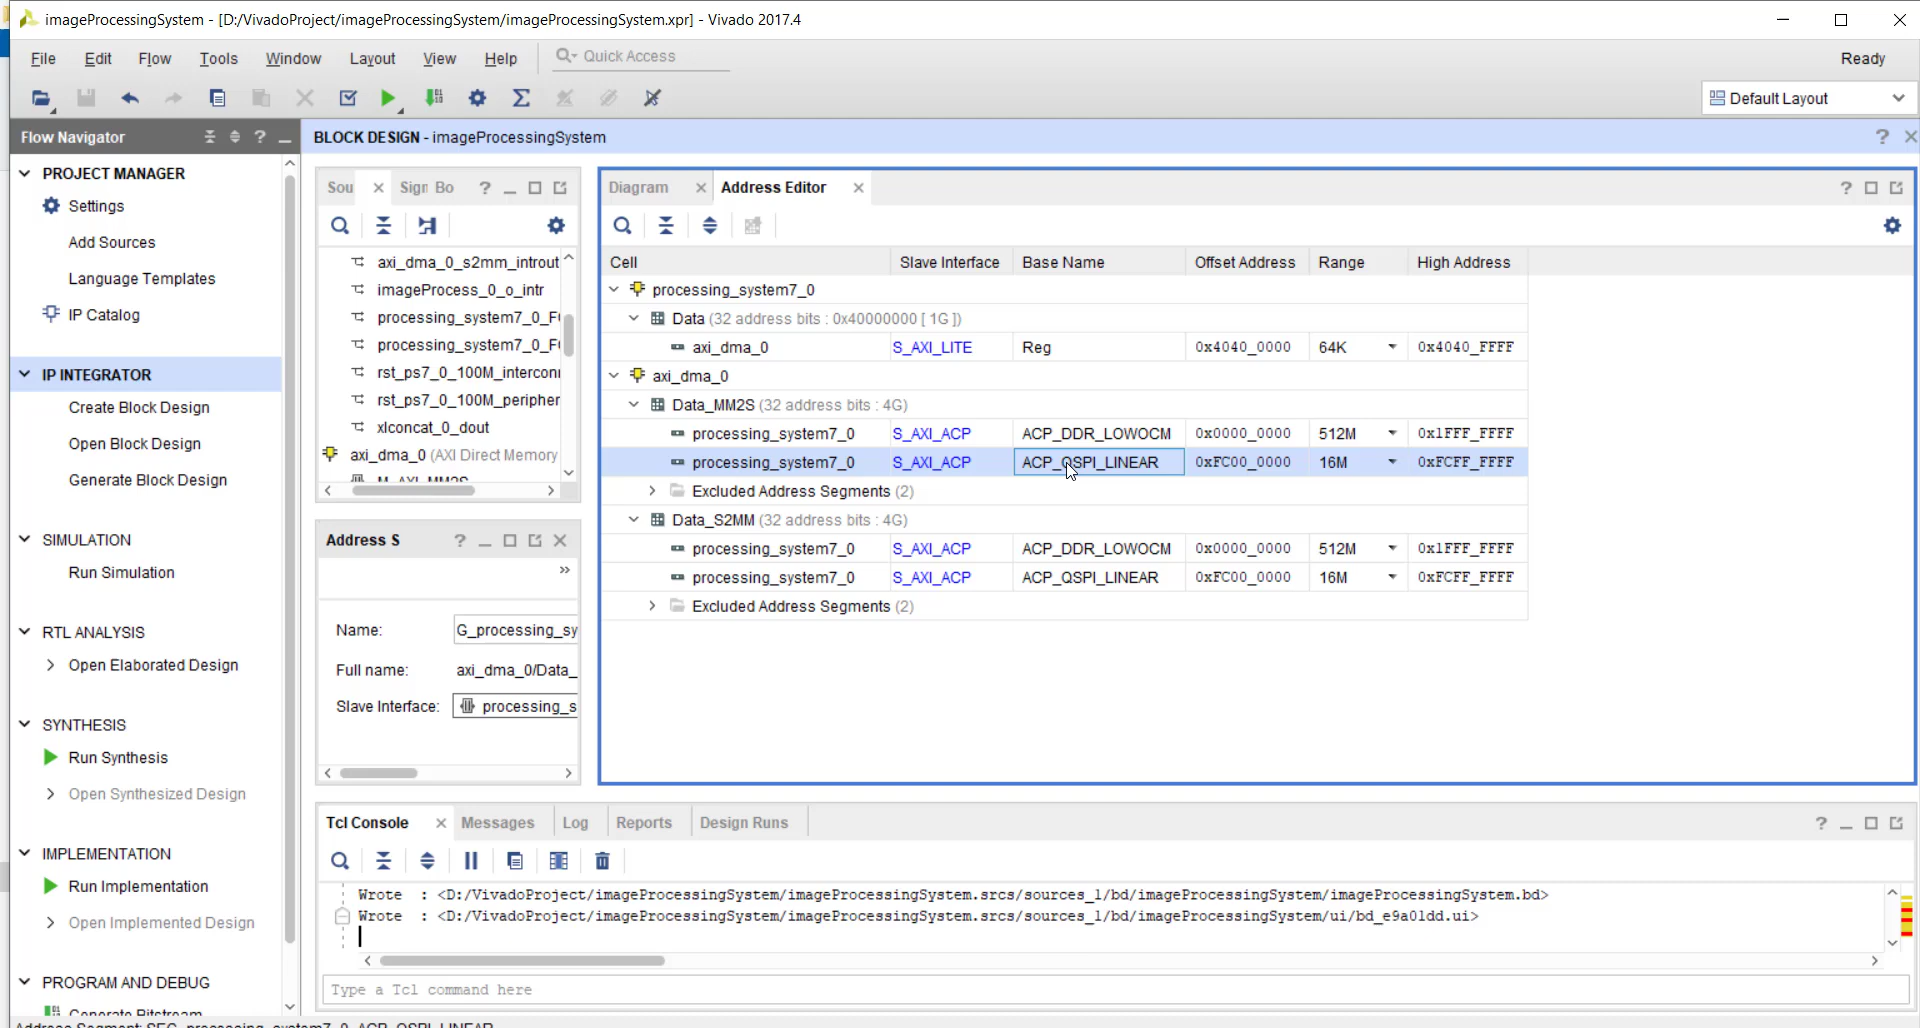 imageProcessingSystem - [D:/VivadoProject/imageProcessingSystem/imageProcessingSystem.xpr] - Vivado 2017.4
File Edit Flow Tools Window Layout View Help Quick Access Ready
Default Layout
Flow Navigator
BLOCK DESIGN - imageProcessingSystem
PROJECT MANAGER
Settings
Add Sources
Language Templates
IP Catalog
IP INTEGRATOR
Create Block Design
Open Block Design
Generate Block Design
SIMULATION
Run Simulation
RTL ANALYSIS
Open Elaborated Design
SYNTHESIS
Run Synthesis
Open Synthesized Design
IMPLEMENTATION
Run Implementation
Open Implemented Design
PROGRAM AND DEBUG
Generate Bitstream
Sou Sign Bo
axi_dma_0_s2mm_introut
imageProcess_0_o_intr
processing_system7_0_F
processing_system7_0_F
rst_ps7_0_100M_interconn
rst_ps7_0_100M_peripher
xlconcat_0_dout
axi_dma_0 (AXI Direct Memory
M_AXI_MM2S
Address S
Name: G_processing_sy
Full name: axi_dma_0/Data_
Slave Interface: processing_s
Diagram Address Editor
Cell Slave Interface Base Name Offset Address Range High Address
processing_system7_0
Data (32 address bits : 0x40000000 [ 1G ])
axi_dma_0 S_AXI_LITE Reg 0x4040_0000 64K 0x4040_FFFF
axi_dma_0
Data_MM2S (32 address bits : 4G)
processing_system7_0 S_AXI_ACP ACP_DDR_LOWOCM 0x0000_0000 512M 0x1FFF_FFFF
processing_system7_0 S_AXI_ACP ACP_QSPI_LINEAR 0xFC00_0000 16M 0xFCFF_FFFF
Excluded Address Segments (2)
Data_S2MM (32 address bits : 4G)
processing_system7_0 S_AXI_ACP ACP_DDR_LOWOCM 0x0000_0000 512M 0x1FFF_FFFF
processing_system7_0 S_AXI_ACP ACP_QSPI_LINEAR 0xFC00_0000 16M 0xFCFF_FFFF
Excluded Address Segments (2)
Tcl Console Messages Log Reports Design Runs
Wrote : <D:/VivadoProject/imageProcessingSystem/imageProcessingSystem.srcs/sources_1/bd/imageProcessingSystem/imageProcessingSystem.bd>
Wrote : <D:/VivadoProject/imageProcessingSystem/imageProcessingSystem.srcs/sources_1/bd/imageProcessingSystem/ui/bd_e9a01dd.ui>
Type a Tcl command here
Address Segment: SEG_processing_system7_0_ACP_QSPI_LINEAR